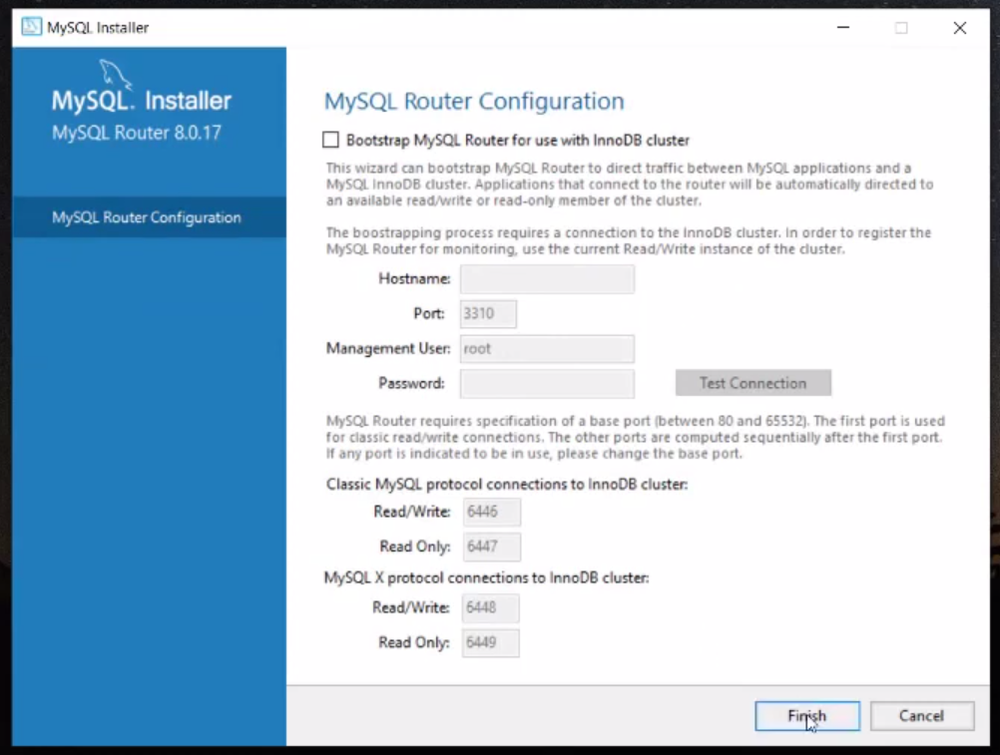 MySQL Installer
MySQL. Installer
MySQL Router 8.0.17
MySQL Router Configuration
MySQL Router Configuration
Bootstrap MySQL Router for use with InnoDB cluster
This wizard can bootstrap MySQL Router to direct traffic between MySQL applications and a
MySQL InnoDB cluster. Applications that connect to the router will be automatically directed to
an available read/write or read-only member of the cluster.
The boostrapping process requires a connection to the InnoDB cluster. In order to register the
MySQL Router for monitoring, use the current Read/Write instance of the cluster.
Hostname:
Port: 3310
Management User: root
Password:
Test Connection
MySQL Router requires specification of a base port (between 80 and 65532). The first port is used
for classic read/write connections. The other ports are computed sequentially after the first port.
If any port is indicated to be in use, please change the base port.
Classic MySQL protocol connections to InnoDB cluster:
Read/Write: 6446
Read Only: 6447
MySQL X protocol connections to InnoDB cluster:
Read/Write: 6448
Read Only: 6449
Finish
Cancel